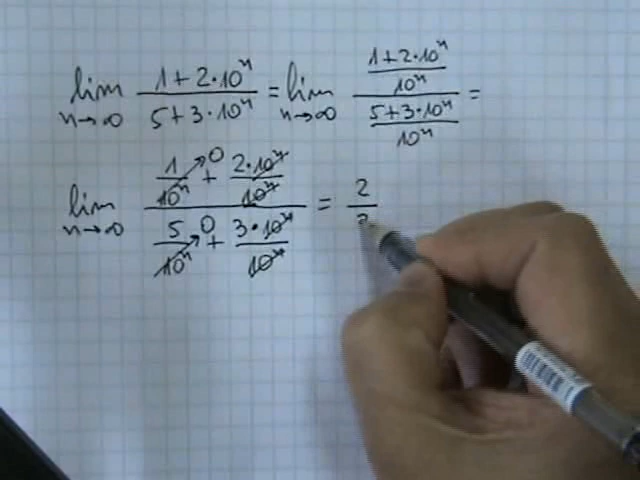 lim n→∞ (1+2·10ⁿ)/(5+3·10ⁿ) = lim n→∞ ((1+2·10ⁿ)/10ⁿ)/((5+3·10ⁿ)/10ⁿ) =
lim n→∞ (1/10ⁿ→0 + 2·10ⁿ/10ⁿ)/(5/10ⁿ→0 + 3·10ⁿ/10ⁿ) = 2/